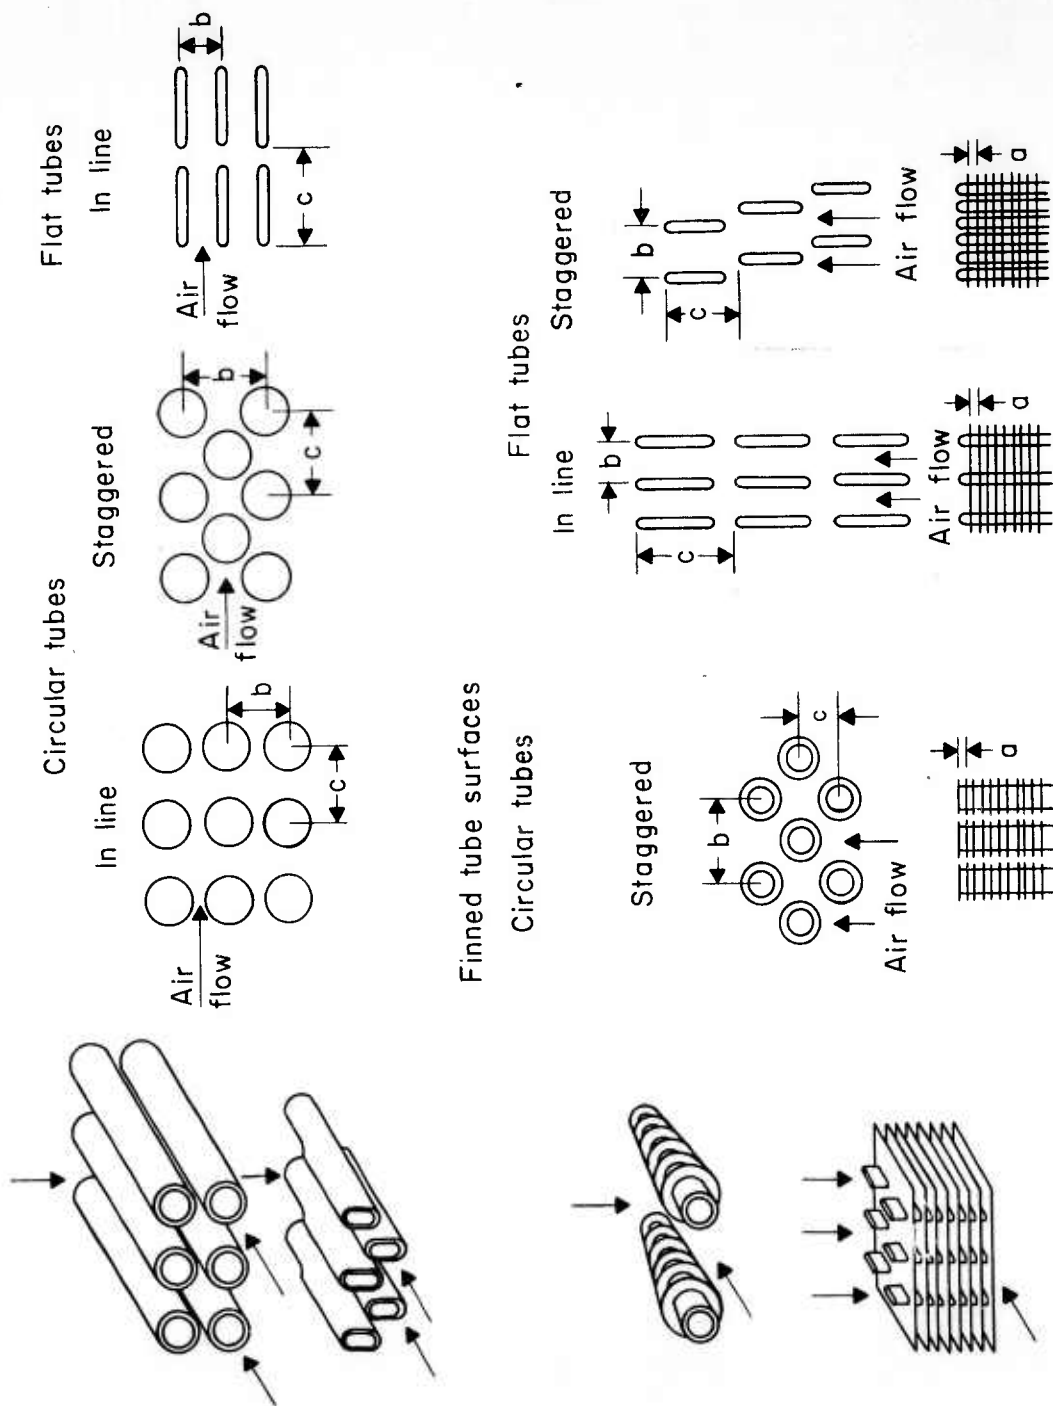 Circular tubes
In line
Air
flow
b
c
Staggered
Air
flow
b
c
Flat tubes
In line
Air
flow
b
c
Finned tube surfaces
Circular tubes
Staggered
b
c
Air flow
a
Flat tubes
In line
b
c
Air flow
a
Staggered
b
c
Air flow
a